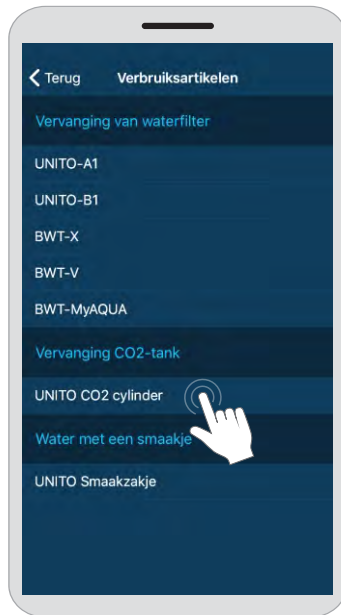 Terug Verbruiksartikelen
Vervanging van waterfilter
UNITO-A1
UNITO-B1
BWT-X
BWT-V
BWT-MyAQUA
Vervanging CO2-tank
UNITO CO2 cylinder
Water met een smaakje
UNITO Smaakzakje